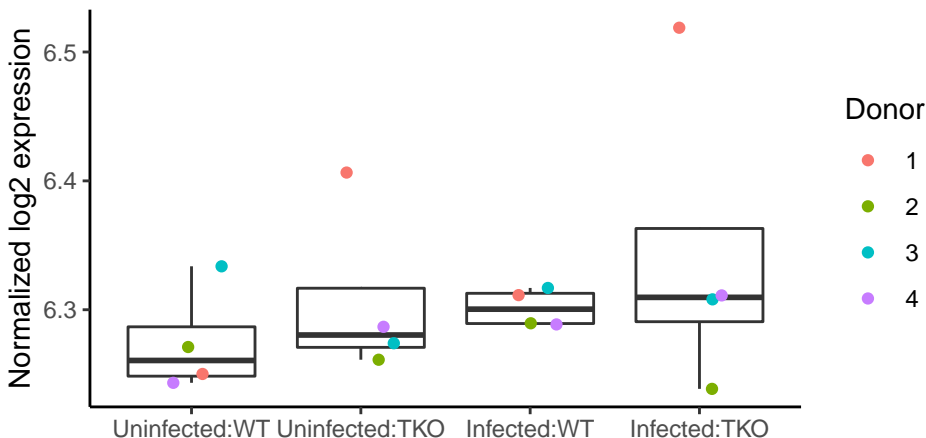 Normalized log2 expression
6.5
6.4
6.3
Uninfected:WT
Uninfected:TKO
Infected:WT
Infected:TKO
Donor
1
2
3
4